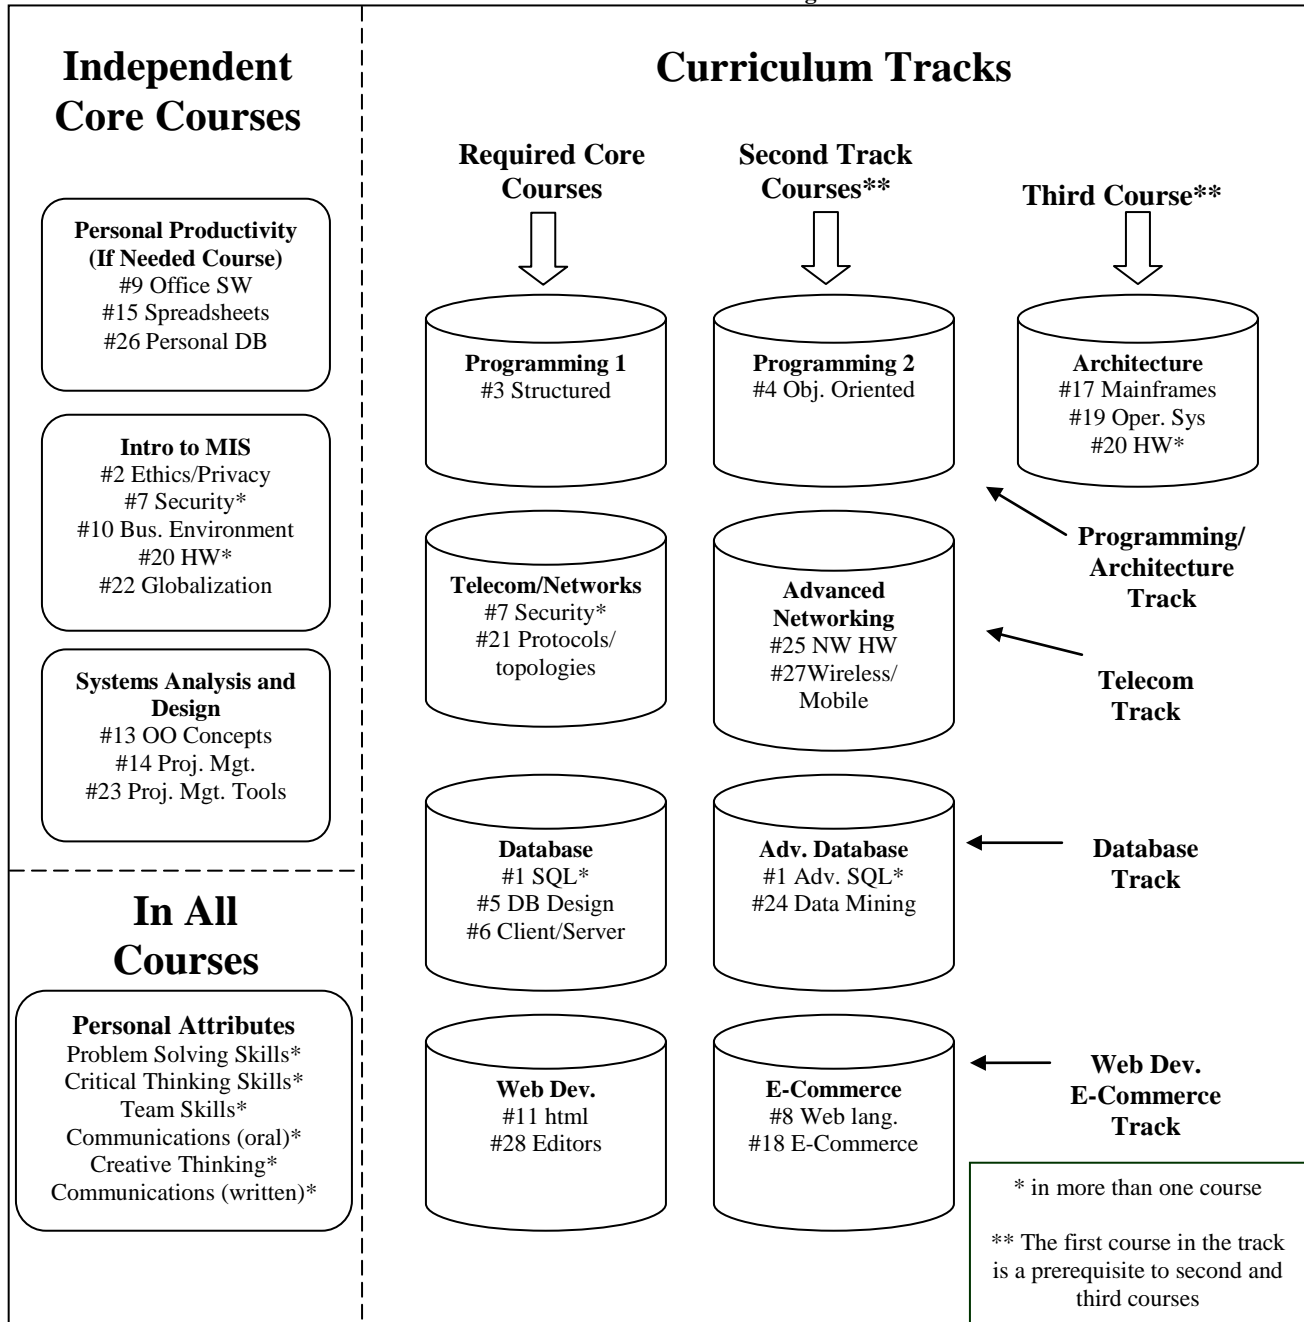 Independent
Core Courses
Personal Productivity
(If Needed Course)
#9 Office SW
#15 Spreadsheets
#26 Personal DB
Intro to MIS
#2 Ethics/Privacy
#7 Security*
#10 Bus. Environment
#20 HW*
#22 Globalization
Systems Analysis and
Design
#13 OO Concepts
#14 Proj. Mgt.
#23 Proj. Mgt. Tools
In All
Courses
Personal Attributes
Problem Solving Skills*
Critical Thinking Skills*
Team Skills*
Communications (oral)*
Creative Thinking*
Communications (written)*
Curriculum Tracks
Required Core
Courses
Second Track
Courses**
Third Course**
Programming 1
#3 Structured
Programming 2
#4 Obj. Oriented
Architecture
#17 Mainframes
#19 Oper. Sys
#20 HW*
Programming/
Architecture
Track
Telecom/Networks
#7 Security*
#21 Protocols/
topologies
Advanced
Networking
#25 NW HW
#27Wireless/
Mobile
Telecom
Track
Database
#1 SQL*
#5 DB Design
#6 Client/Server
Adv. Database
#1 Adv. SQL*
#24 Data Mining
Database
Track
Web Dev.
#11 html
#28 Editors
E-Commerce
#8 Web lang.
#18 E-Commerce
Web Dev.
E-Commerce
Track
* in more than one course
** The first course in the track
is a prerequisite to second and
third courses